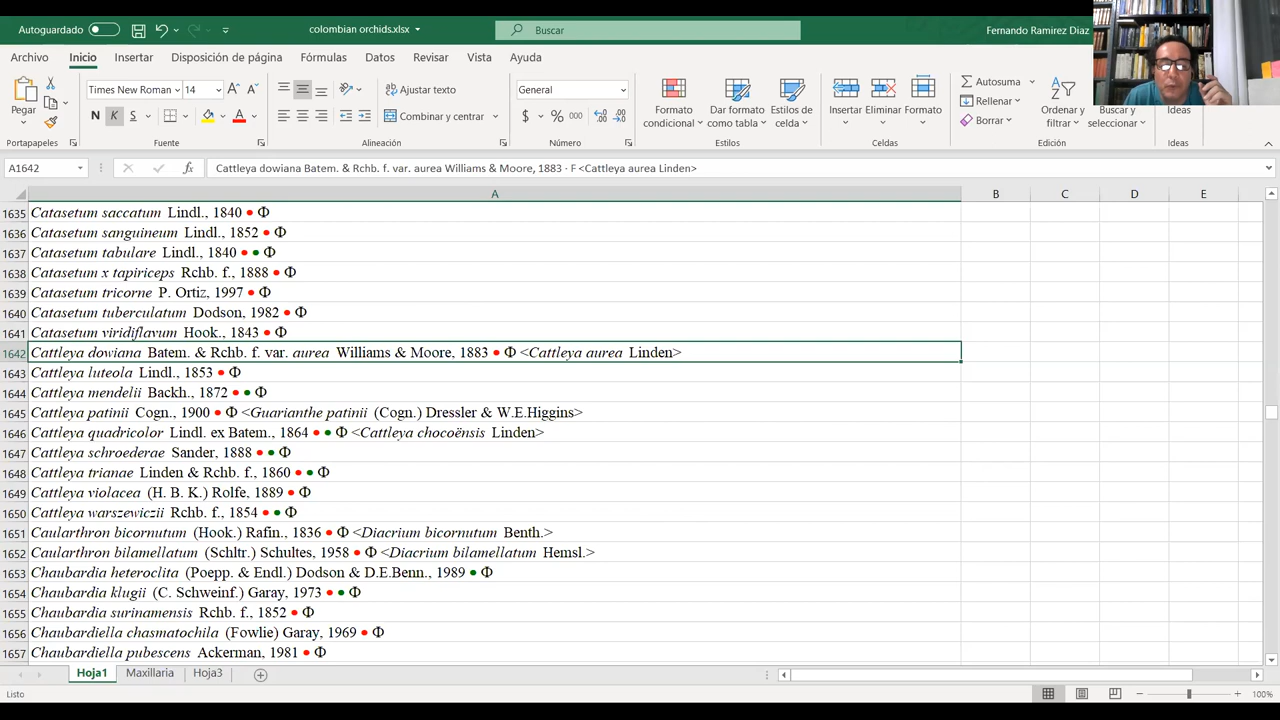 Autoguardado
colombian orchids.xlsx
Buscar
Fernando Ramirez Diaz
Archivo
Inicio
Insertar
Disposición de página
Fórmulas
Datos
Revisar
Vista
Ayuda
Pegar
Portapapeles
Times New Roman
14
N K S
Fuente
Ajustar texto
Combinar y centrar
Alineación
General
$ % 000
Número
Formato condicional
Dar formato como tabla
Estilos de celda
Estilos
Insertar
Eliminar
Formato
Celdas
Autosuma
Rellenar
Borrar
Ordenar y filtrar
Buscar y seleccionar
Edición
Ideas
Ideas
A1642
fx
Cattleya dowiana Batem. & Rchb. f. var. aurea Williams & Moore, 1883 · F <Cattleya aurea Linden>
A B C D E
1635 Catasetum saccatum Lindl., 1840 • Φ
1636 Catasetum sanguineum Lindl., 1852 • Φ
1637 Catasetum tabulare Lindl., 1840 • • Φ
1638 Catasetum x tapiriceps Rchb. f., 1888 • Φ
1639 Catasetum tricorne P. Ortiz, 1997 • Φ
1640 Catasetum tuberculatum Dodson, 1982 • Φ
1641 Catasetum viridiflavum Hook., 1843 • Φ
1642 Cattleya dowiana Batem. & Rchb. f. var. aurea Williams & Moore, 1883 • Φ <Cattleya aurea Linden>
1643 Cattleya luteola Lindl., 1853 • Φ
1644 Cattleya mendelii Backh., 1872 • • Φ
1645 Cattleya patinii Cogn., 1900 • Φ <Guarianthe patinii (Cogn.) Dressler & W.E.Higgins>
1646 Cattleya quadricolor Lindl. ex Batem., 1864 • • Φ <Cattleya chocoënsis Linden>
1647 Cattleya schroederae Sander, 1888 • • Φ
1648 Cattleya trianae Linden & Rchb. f., 1860 • • Φ
1649 Cattleya violacea (H. B. K.) Rolfe, 1889 • Φ
1650 Cattleya warszewiczii Rchb. f., 1854 • • Φ
1651 Caularthron bicornutum (Hook.) Rafin., 1836 • Φ <Diacrium bicornutum Benth.>
1652 Caularthron bilamellatum (Schltr.) Schultes, 1958 • Φ <Diacrium bilamellatum Hemsl.>
1653 Chaubardia heteroclita (Poepp. & Endl.) Dodson & D.E.Benn., 1989 • Φ
1654 Chaubardia klugii (C. Schweinf.) Garay, 1973 • • Φ
1655 Chaubardia surinamensis Rchb. f., 1852 • Φ
1656 Chaubardiella chasmatochila (Fowlie) Garay, 1969 • Φ
1657 Chaubardiella pubescens Ackerman, 1981 • Φ
Hoja1
Maxillaria
Hoja3
Listo
100%